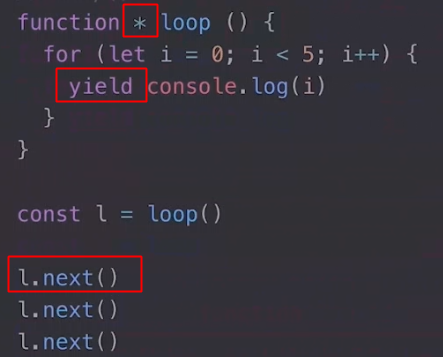 function * loop () {
  for (let i = 0; i < 5; i++) {
    yield console.log(i)
  }
}

const l = loop()

l.next()
l.next()
l.next()